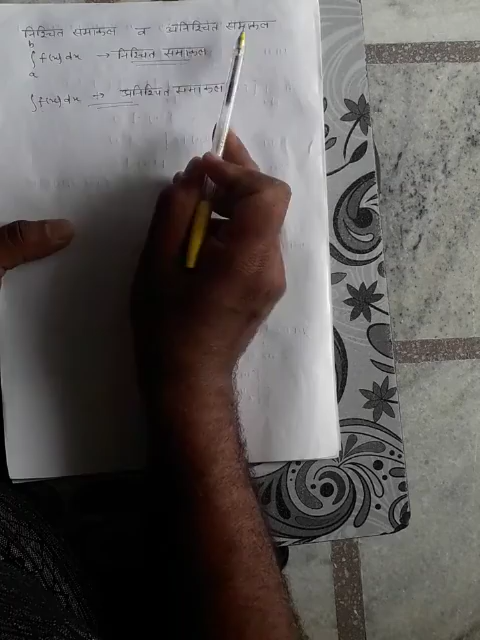 निश्चित समाकल व अनिश्चित समाकल
∫ₐᵇ f(x) dx → निश्चित समाकल
∫ f(x) dx → अनिश्चित समाकल